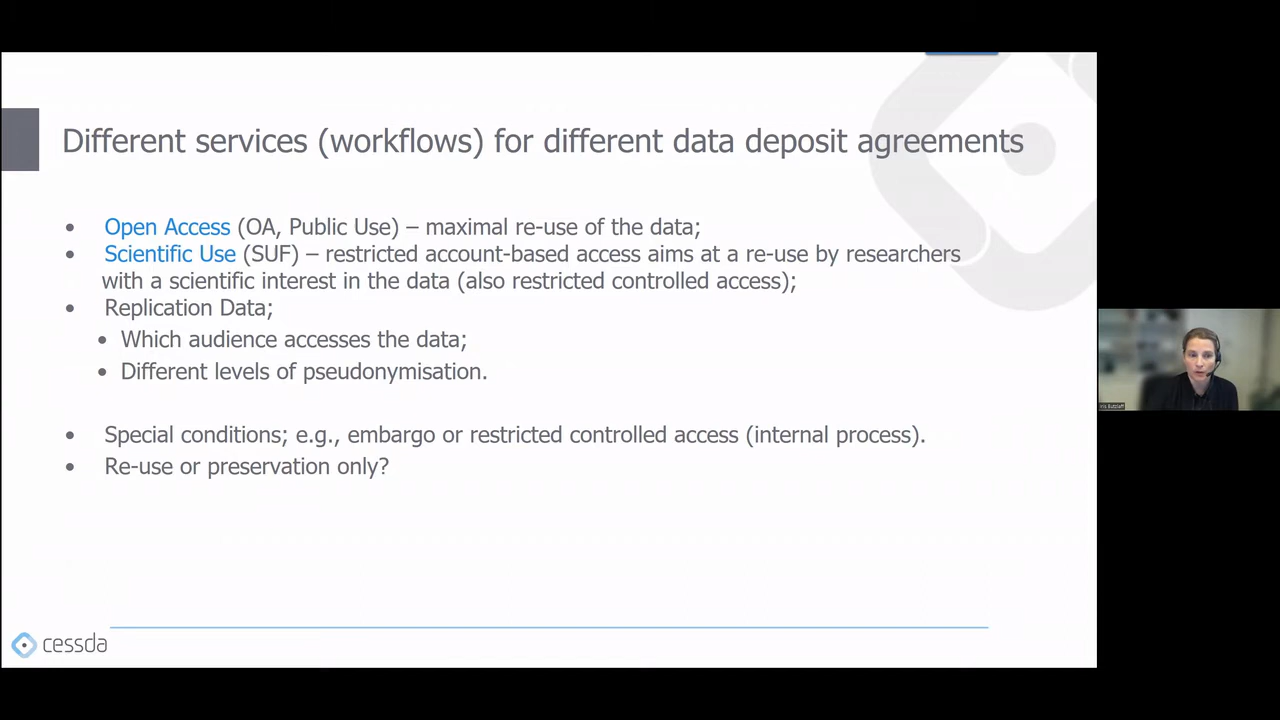 Different services (workflows) for different data deposit agreements
• Open Access (OA, Public Use) – maximal re-use of the data;
• Scientific Use (SUF) – restricted account-based access aims at a re-use by researchers
with a scientific interest in the data (also restricted controlled access);
• Replication Data;
• Which audience accesses the data;
• Different levels of pseudonymisation.
• Special conditions; e.g., embargo or restricted controlled access (internal process).
• Re-use or preservation only?
cessda